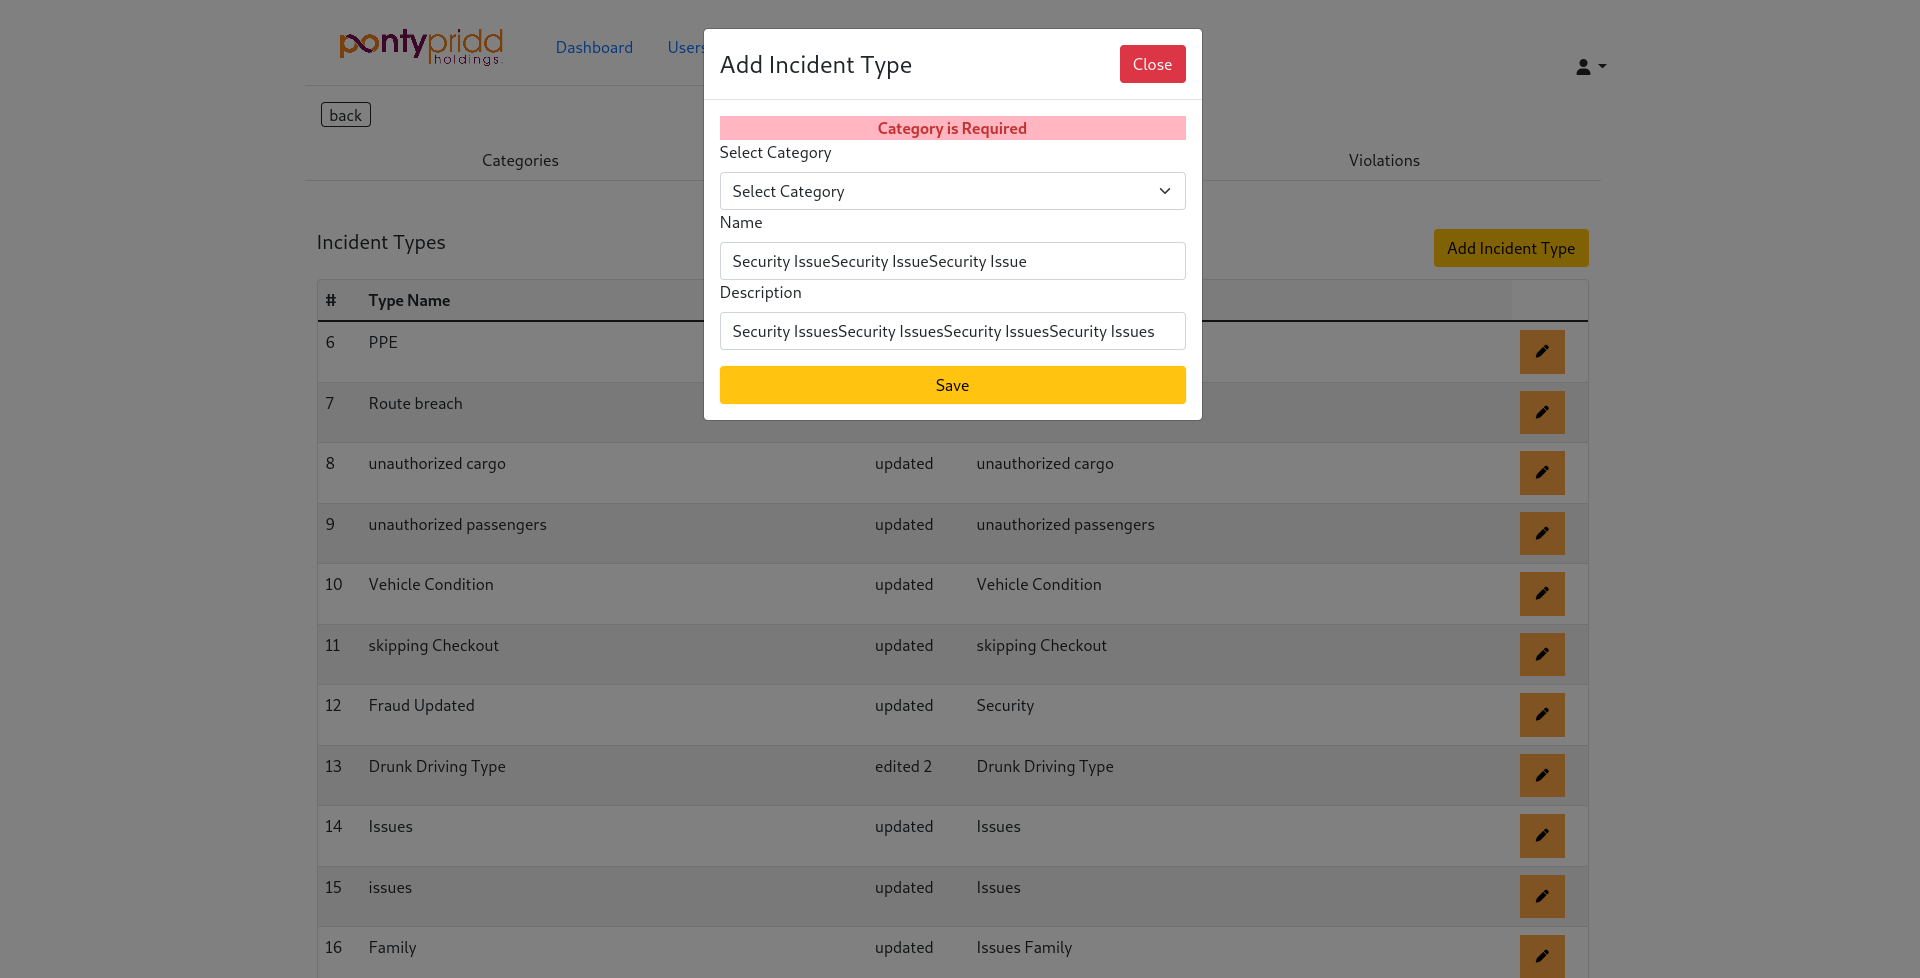 pontypridd
holdings
Dashboard
Users
back
Categories
Violations
Add Incident Type
Close
Category is Required
Select Category
Select Category
Name
Security IssueSecurity IssueSecurity Issue
Description
Security IssuesSecurity IssuesSecurity IssuesSecurity Issues
Save
Incident Types
Add Incident Type
# Type Name
6 PPE
7 Route breach
8 unauthorized cargo updated unauthorized cargo
9 unauthorized passengers updated unauthorized passengers
10 Vehicle Condition updated Vehicle Condition
11 skipping Checkout updated skipping Checkout
12 Fraud Updated updated Security
13 Drunk Driving Type edited 2 Drunk Driving Type
14 Issues updated Issues
15 issues updated Issues
16 Family updated Issues Family